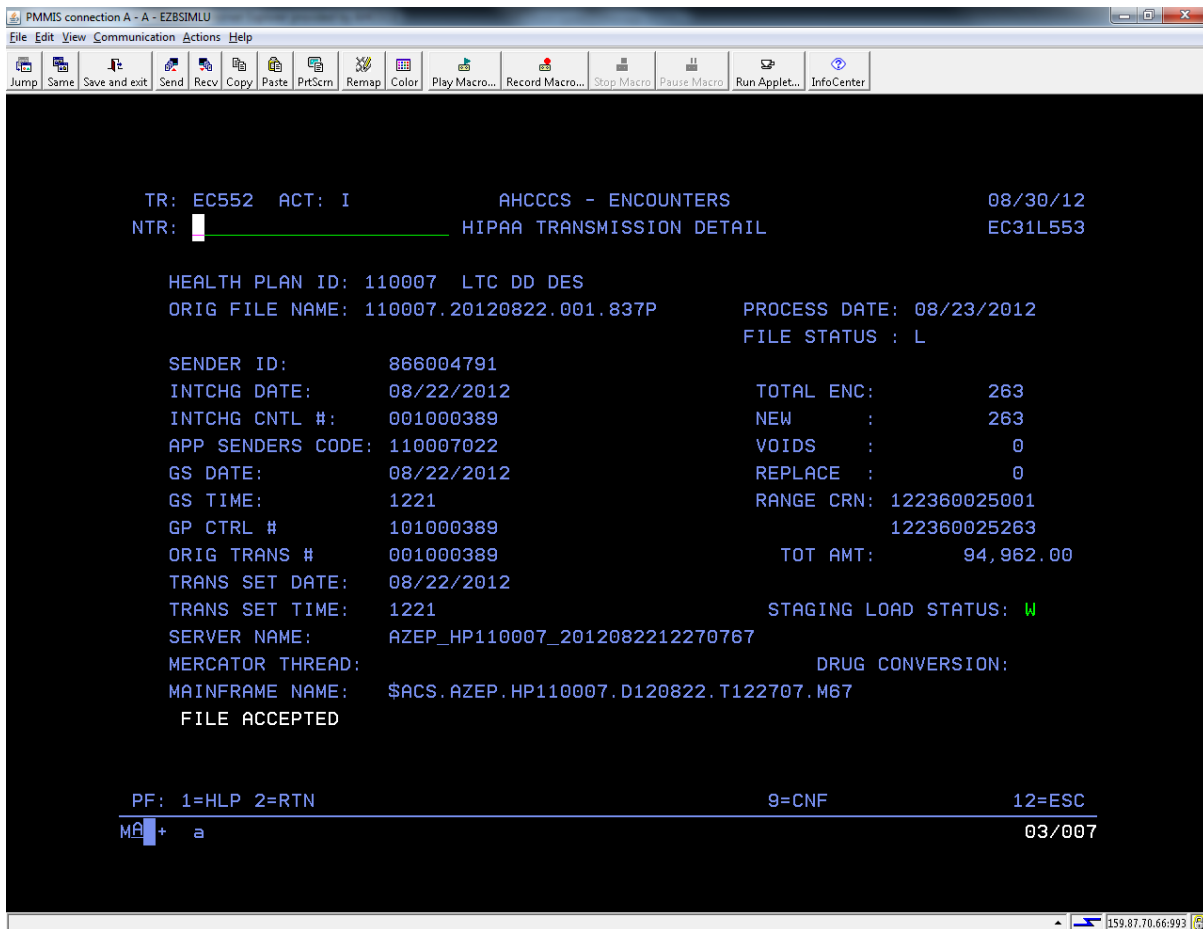 PMMIS connection A - A - EZBSIMLU
File Edit View Communication Actions Help
Jump Same Save and exit Send Recv Copy Paste PrtScrn Remap Color Play Macro... Record Macro... Stop Macro Pause Macro Run Applet... InfoCenter
TR: EC552 ACT: I AHCCCS - ENCOUNTERS 08/30/12
NTR: HIPAA TRANSMISSION DETAIL EC31L553
HEALTH PLAN ID: 110007 LTC DD DES
ORIG FILE NAME: 110007.20120822.001.837P PROCESS DATE: 08/23/2012
FILE STATUS : L
SENDER ID: 866004791
INTCHG DATE: 08/22/2012 TOTAL ENC: 263
INTCHG CNTL #: 001000389 NEW : 263
APP SENDERS CODE: 110007022 VOIDS : 0
GS DATE: 08/22/2012 REPLACE : 0
GS TIME: 1221 RANGE CRN: 122360025001
GP CTRL # 101000389 122360025263
ORIG TRANS # 001000389 TOT AMT: 94,962.00
TRANS SET DATE: 08/22/2012
TRANS SET TIME: 1221 STAGING LOAD STATUS: W
SERVER NAME: AZEP_HP110007_2012082212270767
MERCATOR THREAD: DRUG CONVERSION:
MAINFRAME NAME: $ACS.AZEP.HP110007.D120822.T122707.M67
FILE ACCEPTED
PF: 1=HLP 2=RTN 9=CNF 12=ESC
MA + a 03/007
159.87.70.66:993